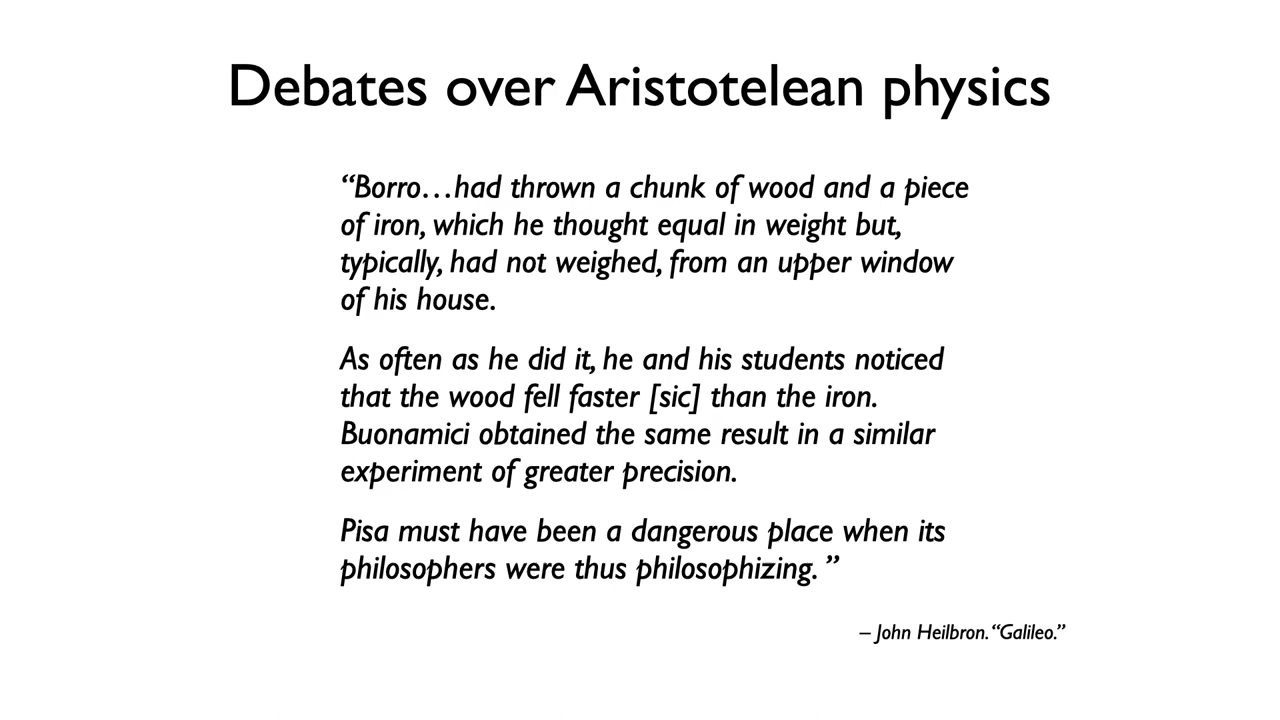 Debates over Aristotelean physics
“Borro…had thrown a chunk of wood and a piece
of iron, which he thought equal in weight but,
typically, had not weighed, from an upper window
of his house.
As often as he did it, he and his students noticed
that the wood fell faster [sic] than the iron.
Buonamici obtained the same result in a similar
experiment of greater precision.
Pisa must have been a dangerous place when its
philosophers were thus philosophizing. ”
– John Heilbron. “Galileo.”